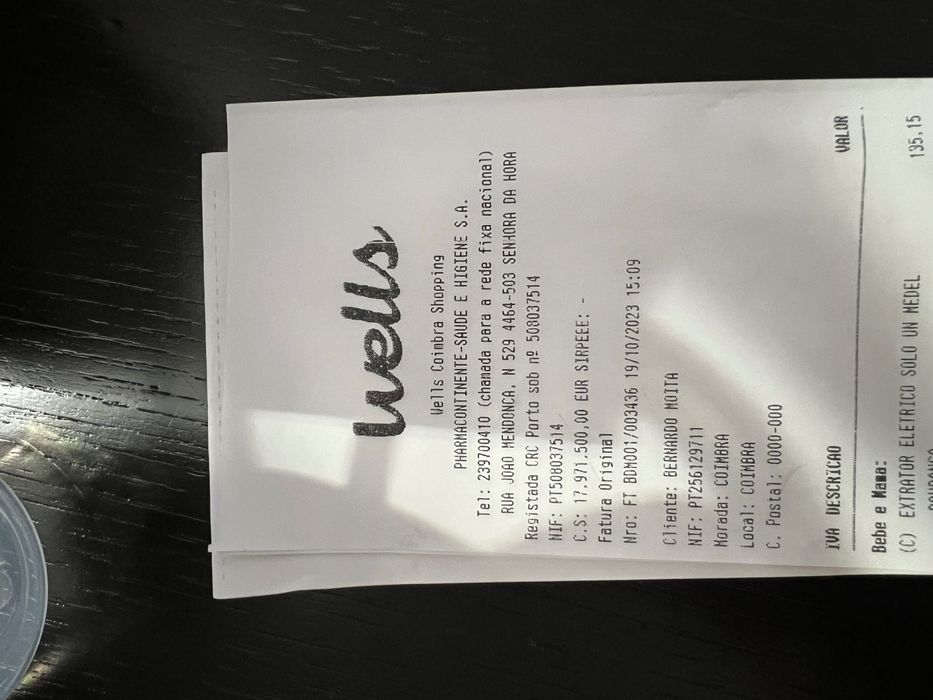 wells
Wells Coimbra Shopping
PHARMACONTINENTE-SAUDE E HIGIENE S.A.
Tel: 239700410 (chamada para a rede fixa nacional)
RUA JOAO MENDONCA, N 529 4464-503 SENHORA DA HORA
Registada CRC Porto sob nº 508037514
NIF: PT508037514
C.S: 17.971.500,00 EUR SIRPEEE: -
Fatura Original
Nro: FT BDM001/003436 19/10/2023 15:09
Cliente: BERNARDO MOITA
NIF: PT256129711
Morada: COIMBRA
Local: COIMBRA
C. Postal: 0000-000
IVA DESCRICAO VALOR
Bebe e Mama:
(C) EXTRATOR ELETRICO SOLO UN MEDEL 195,15